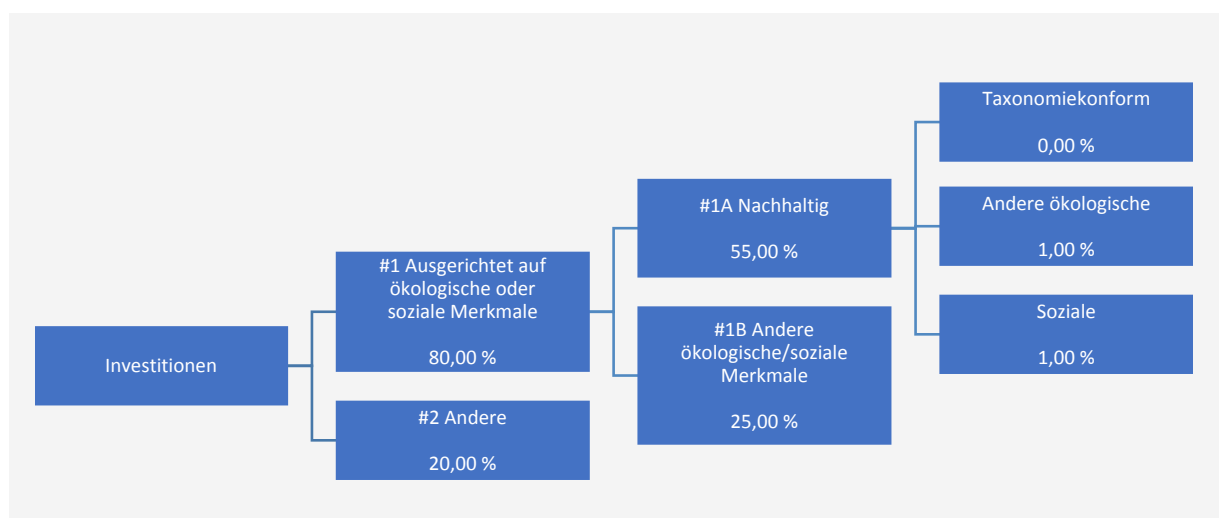 Investitionen
#1 Ausgerichtet auf
ökologische oder
soziale Merkmale
80,00 %
#2 Andere
20,00 %
#1A Nachhaltig
55,00 %
#1B Andere
ökologische/soziale
Merkmale
25,00 %
Taxonomiekonform
0,00 %
Andere ökologische
1,00 %
Soziale
1,00 %